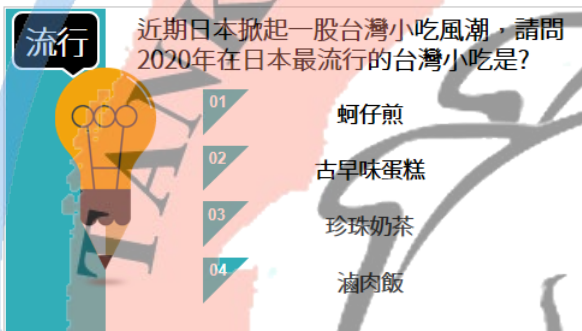 流行
近期日本掀起一股台灣小吃風潮，請問
2020年在日本最流行的台灣小吃是?
01
蚵仔煎
02
古早味蛋糕
03
珍珠奶茶
04
滷肉飯